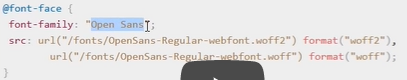 @font-face {
font-family: "Open Sans";
src: url("/fonts/OpenSans-Regular-webfont.woff2") format("woff2"),
url("/fonts/OpenSans-Regular-webfont.woff") format("woff");
}